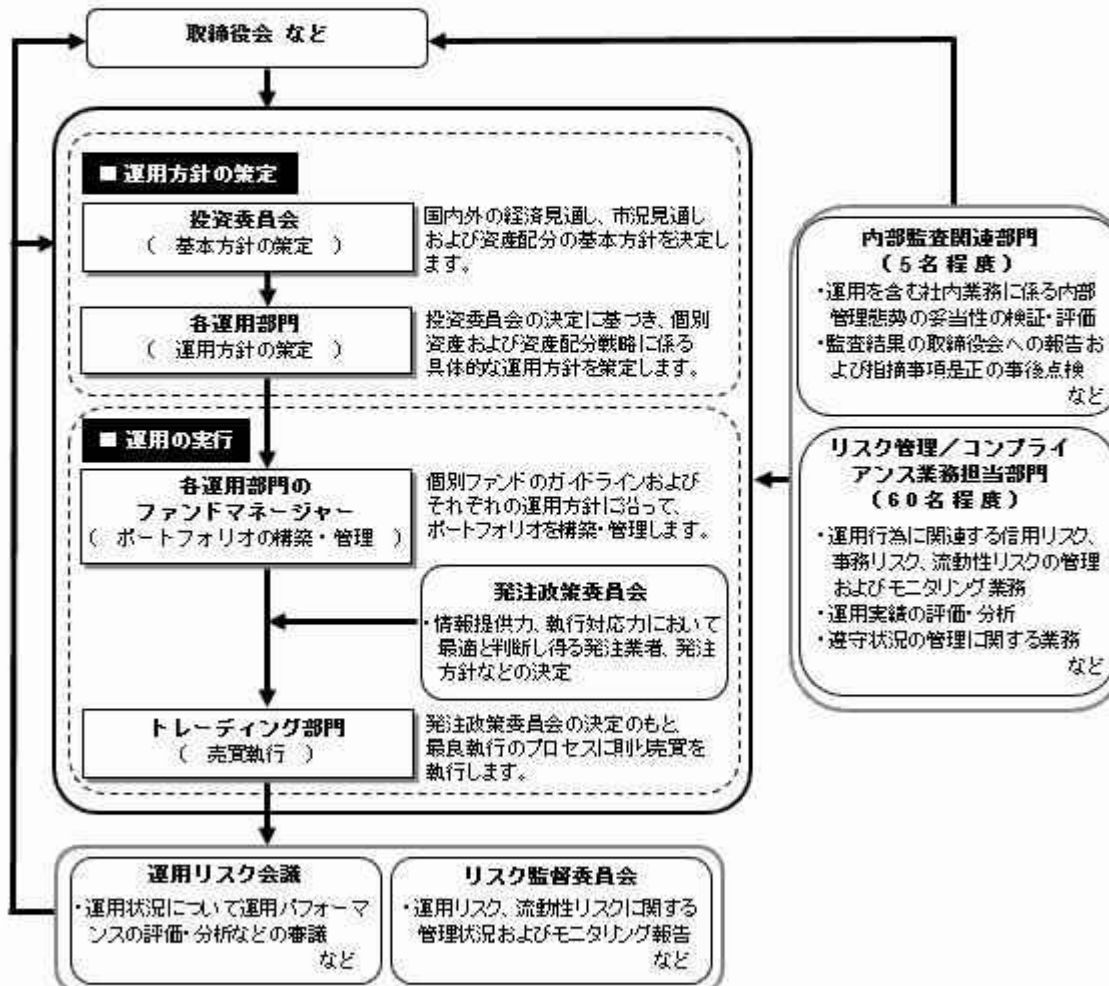 取締役会 など
■ 運用方針の策定
投資委員会
( 基本方針の策定 )
国内外の経済見通し、市況見通し
および資産配分の基本方針を決定し
ます。
各運用部門
( 運用方針の策定 )
投資委員会の決定に基づき、個別
資産および資産配分戦略に係る
具体的な運用方針を策定します。
■ 運用の実行
各運用部門の
ファンドマネージャー
( ポートフォリオの構築・管理 )
個別ファンドのガイドラインおよび
それぞれの運用方針に沿って、
ポートフォリオを構築・管理します。
発注政策委員会
・情報提供力、執行対応力において
最適と判断し得る発注業者、発注
方針などの決定
トレーディング部門
( 売買執行 )
発注政策委員会の決定のもと、
最良執行のプロセスに則り売買を
執行します。
内部監査関連部門
(5名程度)
・運用を含む社内業務に係る内部
管理態勢の妥当性の検証・評価
・監査結果の取締役会への報告お
よび指摘事項是正の事後点検
など
リスク管理/コンプライ
アンス業務担当部門
(60名程度)
・運用行為に関連する信用リスク、
事務リスク、流動性リスクの管理
およびモニタリング業務
・運用実績の評価・分析
・遵守状況の管理に関する業務
など
運用リスク会議
・運用状況について運用パフォーマ
ンスの評価・分析などの審議
など
リスク監督委員会
・運用リスク、流動性リスクに関する
管理状況およびモニタリング報告
など